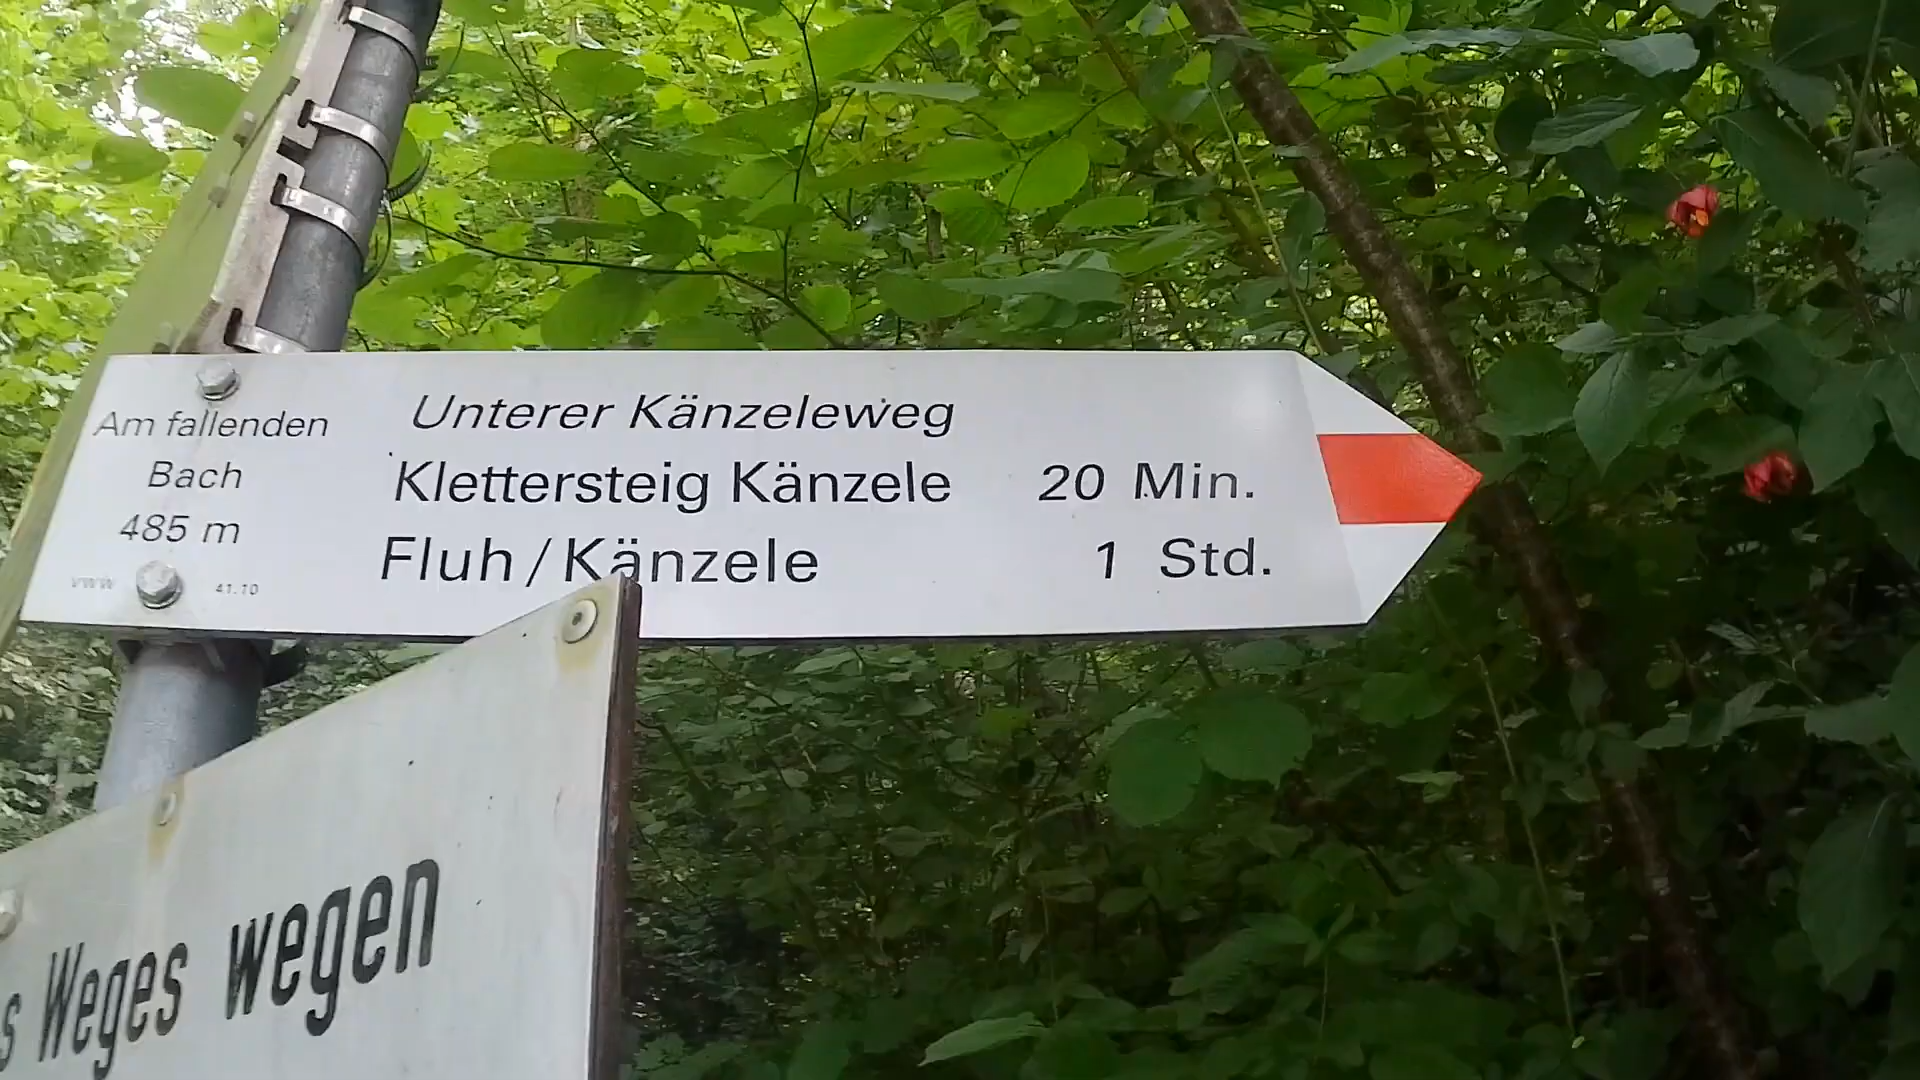 Unterer Känzeleweg
Am fallenden
Bach
485 m
Klettersteig Känzele 20 Min.
Fluh / Känzele 1 Std.
vww 41.10
s Weges wegen